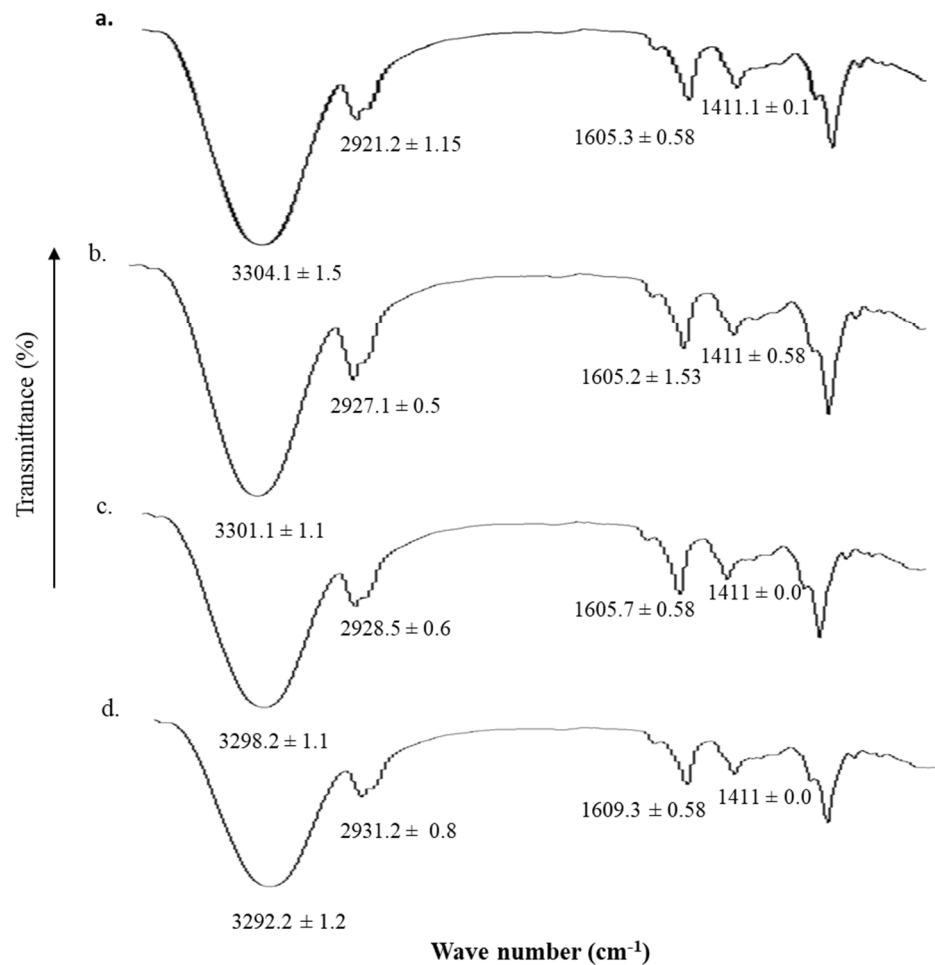 a.
2921.2 ± 1.15
1605.3 ± 0.58
1411.1 ± 0.1
3304.1 ± 1.5
b.
2927.1 ± 0.5
1605.2 ± 1.53
1411 ± 0.58
3301.1 ± 1.1
c.
2928.5 ± 0.6
1605.7 ± 0.58
1411 ± 0.0
3298.2 ± 1.1
d.
2931.2 ± 0.8
1609.3 ± 0.58
1411 ± 0.0
3292.2 ± 1.2
Transmittance (%)
Wave number (cm⁻¹)